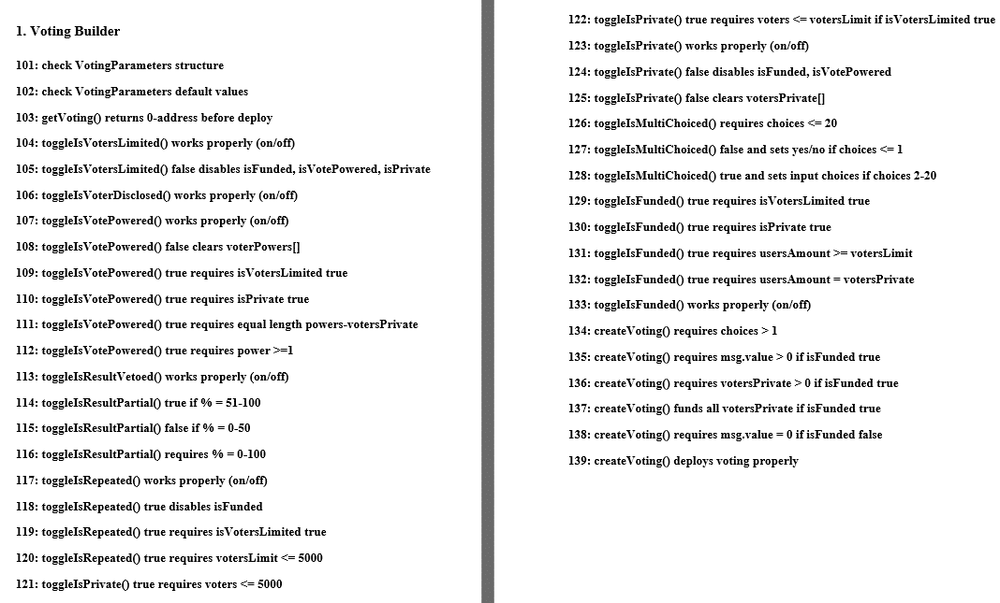 1. Voting Builder
101: check VotingParameters structure
102: check VotingParameters default values
103: getVoting() returns 0-address before deploy
104: toggleIsVotersLimited() works properly (on/off)
105: toggleIsVotersLimited() false disables isFunded, isVotePowered, isPrivate
106: toggleIsVoterDisclosed() works properly (on/off)
107: toggleIsVotePowered() works properly (on/off)
108: toggleIsVotePowered() false clears voterPowers[]
109: toggleIsVotePowered() true requires isVotersLimited true
110: toggleIsVotePowered() true requires isPrivate true
111: toggleIsVotePowered() true requires equal length powers-votersPrivate
112: toggleIsVotePowered() true requires power >=1
113: toggleIsResultVetoed() works properly (on/off)
114: toggleIsResultPartial() true if % = 51-100
115: toggleIsResultPartial() false if % = 0-50
116: toggleIsResultPartial() requires % = 0-100
117: toggleIsRepeated() works properly (on/off)
118: toggleIsRepeated() true disables isFunded
119: toggleIsRepeated() true requires isVotersLimited true
120: toggleIsRepeated() true requires votersLimit <= 5000
121: toggleIsPrivate() true requires voters <= 5000
122: toggleIsPrivate() true requires voters <= votersLimit if isVotersLimited true
123: toggleIsPrivate() works properly (on/off)
124: toggleIsPrivate() false disables isFunded, isVotePowered
125: toggleIsPrivate() false clears votersPrivate[]
126: toggleIsMultiChoiced() requires choices <= 20
127: toggleIsMultiChoiced() false and sets yes/no if choices <= 1
128: toggleIsMultiChoiced() true and sets input choices if choices 2-20
129: toggleIsFunded() true requires isVotersLimited true
130: toggleIsFunded() true requires isPrivate true
131: toggleIsFunded() true requires usersAmount >= votersLimit
132: toggleIsFunded() true requires usersAmount = votersPrivate
133: toggleIsFunded() works properly (on/off)
134: createVoting() requires choices > 1
135: createVoting() requires msg.value > 0 if isFunded true
136: createVoting() requires votersPrivate > 0 if isFunded true
137: createVoting() funds all votersPrivate if isFunded true
138: createVoting() requires msg.value = 0 if isFunded false
139: createVoting() deploys voting properly